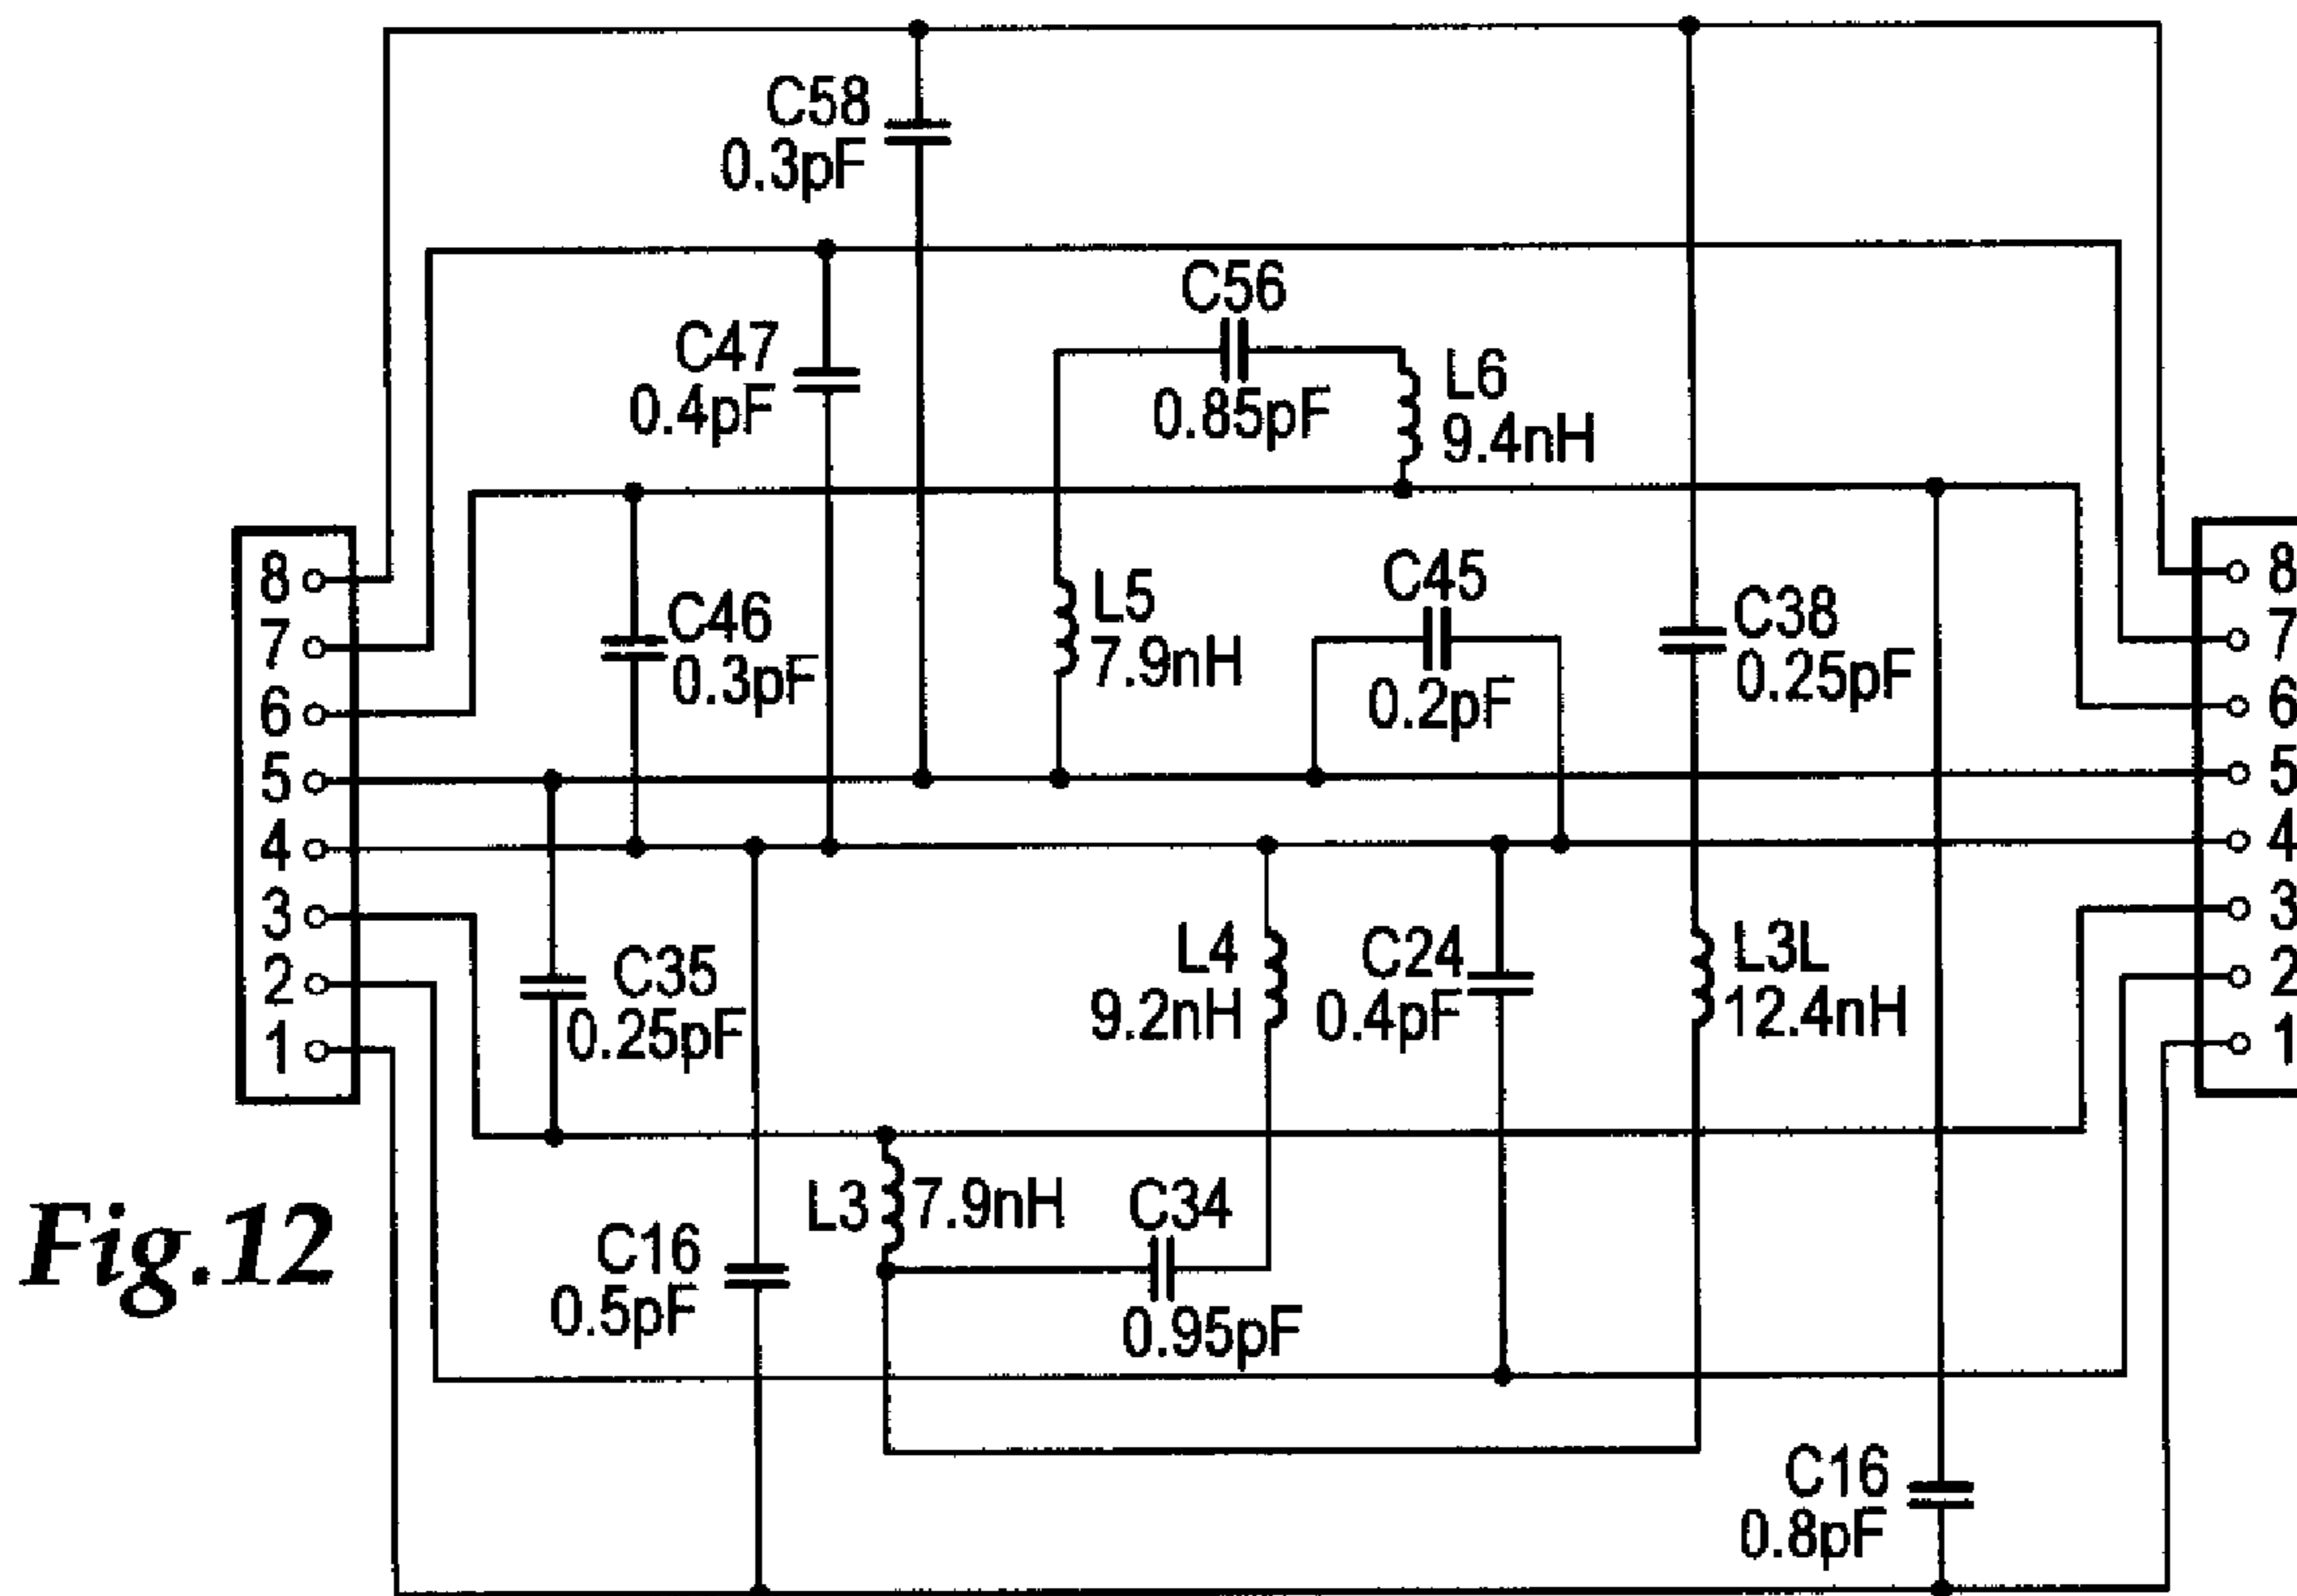 C58
0.3pF
C47
0.4pF
C56
0.85pF
L6
9.4nH
8
7
6
5
4
3
2
1
C46
0.3pF
L5
7.9nH
C45
0.2pF
C38
0.25pF
8
7
6
5
4
3
2
1
C35
0.25pF
L4
9.2nH
C24
0.4pF
L3L
12.4nH
L3
7.9nH
C34
0.95pF
C16
0.5pF
C16
0.8pF
Fig.12